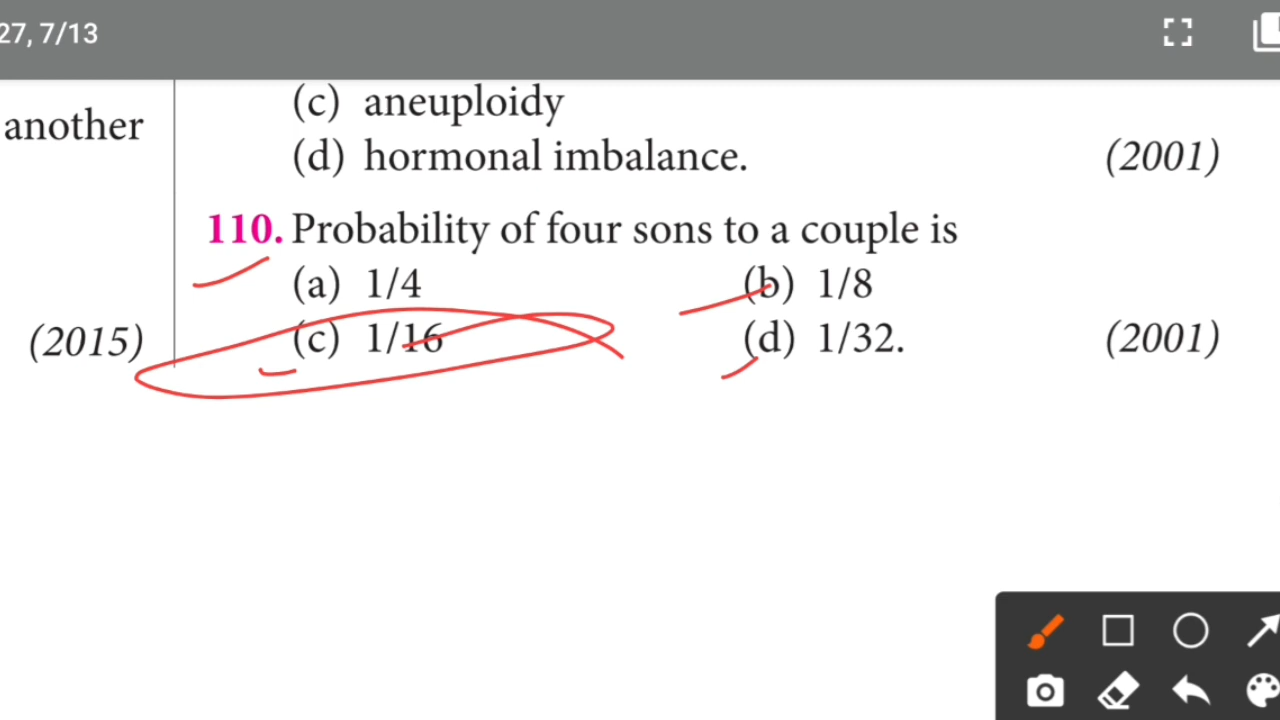 27, 7/13
another
(2015)
(c) aneuploidy
(d) hormonal imbalance. (2001)
110. Probability of four sons to a couple is
(a) 1/4 (b) 1/8
(c) 1/16 (d) 1/32. (2001)